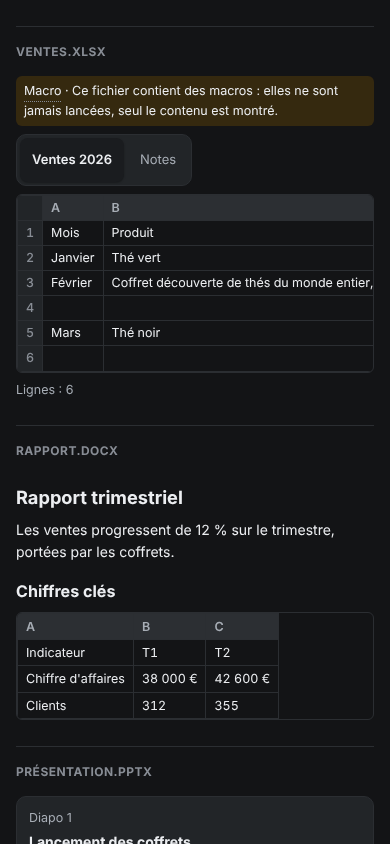 VENTES.XLSX
Macro · Ce fichier contient des macros : elles ne sont
jamais lancées, seul le contenu est montré.
Ventes 2026 Notes
A B
1 Mois Produit
2 Janvier Thé vert
3 Février Coffret découverte de thés du monde entier,
4
5 Mars Thé noir
6
Lignes : 6
RAPPORT.DOCX
Rapport trimestriel
Les ventes progressent de 12 % sur le trimestre,
portées par les coffrets.
Chiffres clés
A B C
Indicateur T1 T2
Chiffre d'affaires 38 000 € 42 600 €
Clients 312 355
PRÉSENTATION.PPTX
Diapo 1
Lancement des coffrets